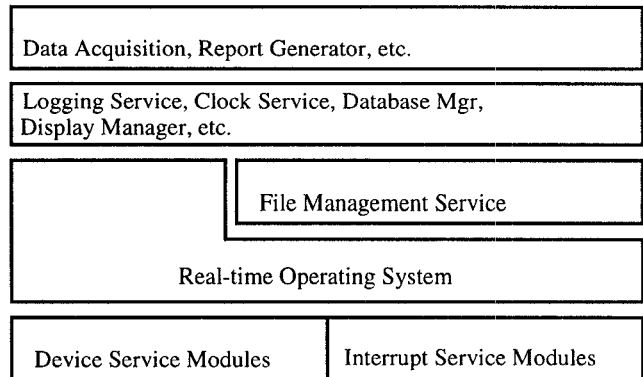 Data Acquisition, Report Generator, etc.
Logging Service, Clock Service, Database Mgr,
Display Manager, etc.
File Management Service
Real-time Operating System
Device Service Modules
Interrupt Service Modules